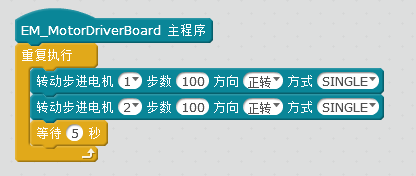 EM_MotorDriverBoard 主程序
重复执行
转动步进电机 1 步数 100 方向 正转 方式 SINGLE
转动步进电机 2 步数 100 方向 正转 方式 SINGLE
等待 5 秒